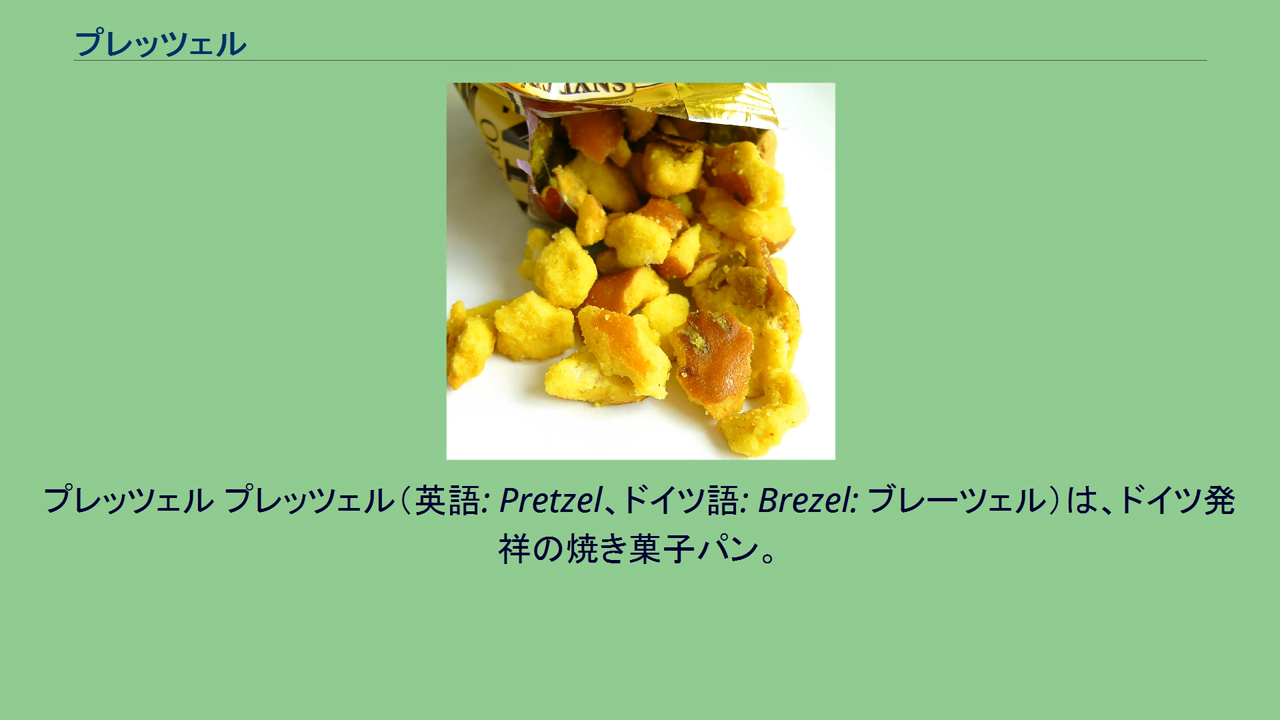 プレッツェル
プレッツェル プレッツェル（英語: Pretzel、ドイツ語: Brezel: ブレーツェル）は、ドイツ発
祥の焼き菓子パン。